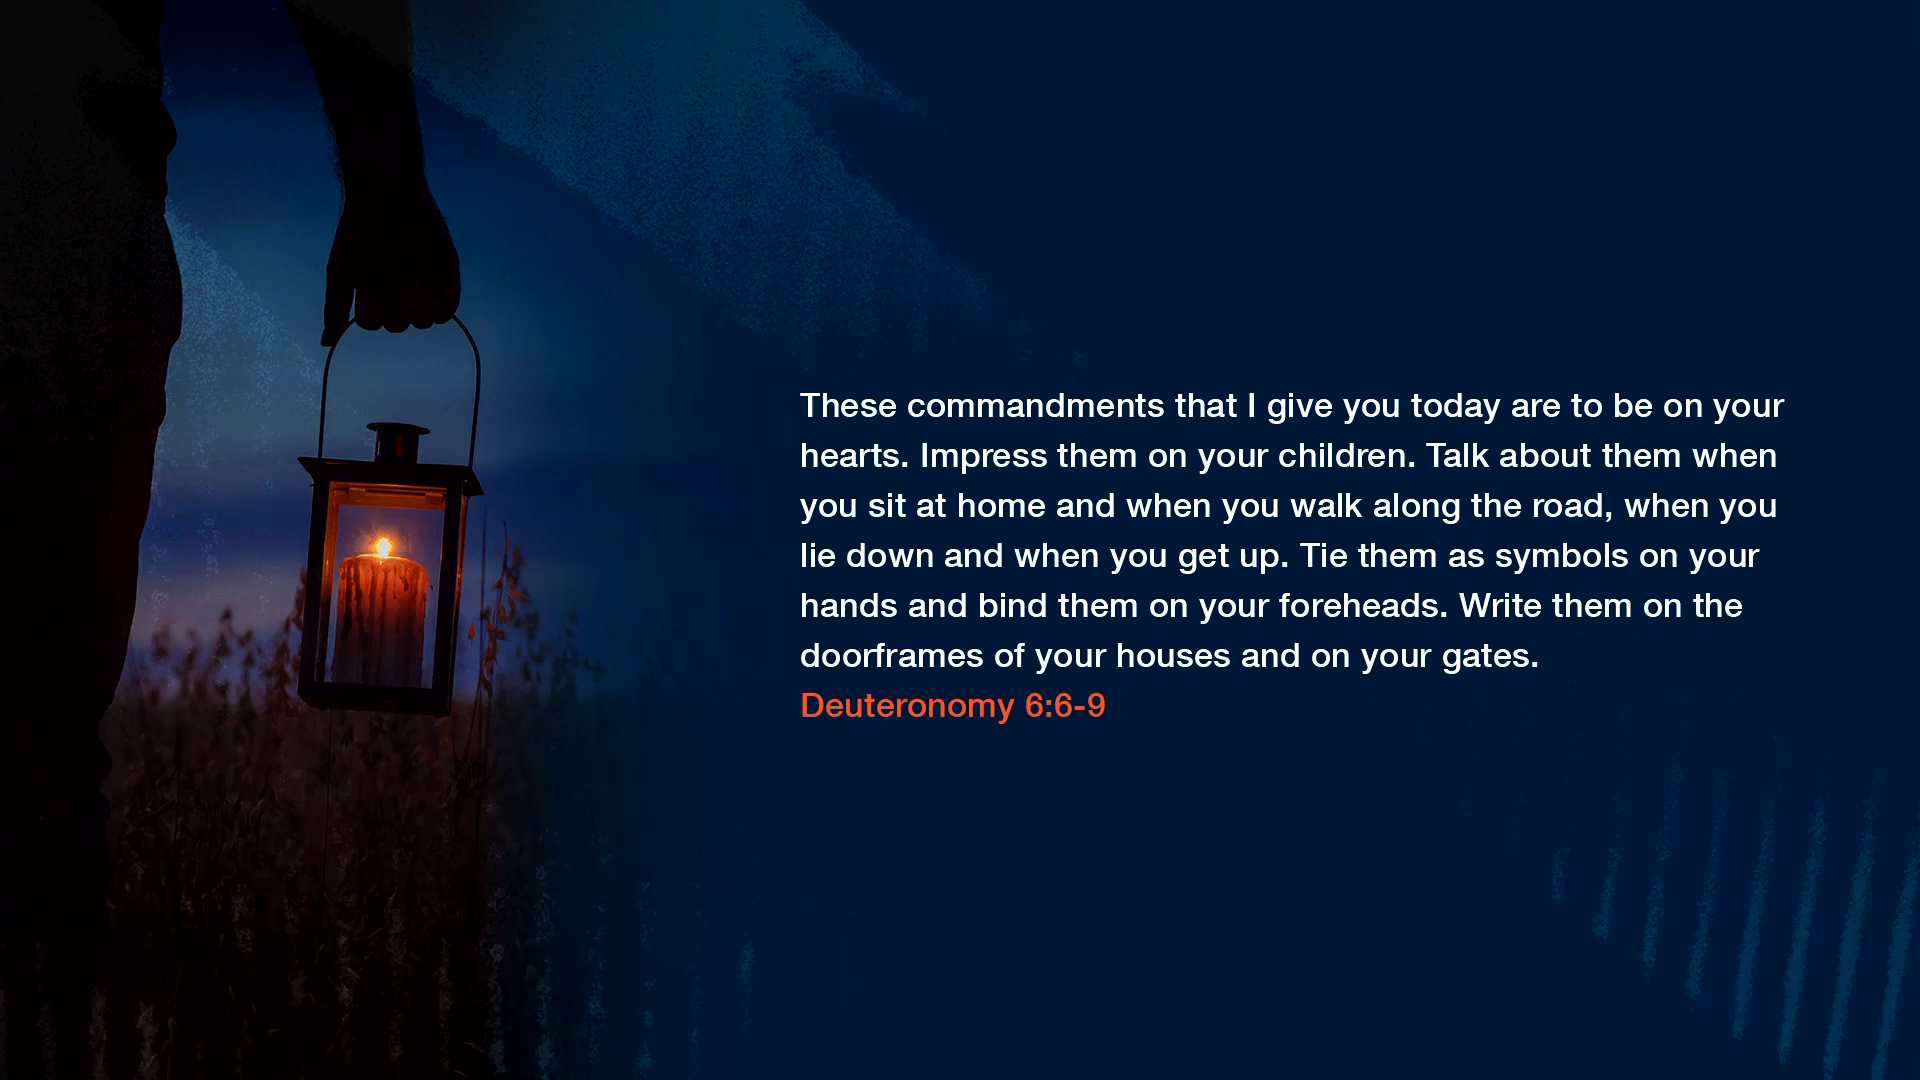 These commandments that I give you today are to be on your
hearts. Impress them on your children. Talk about them when
you sit at home and when you walk along the road, when you
lie down and when you get up. Tie them as symbols on your
hands and bind them on your foreheads. Write them on the
doorframes of your houses and on your gates.
Deuteronomy 6:6-9